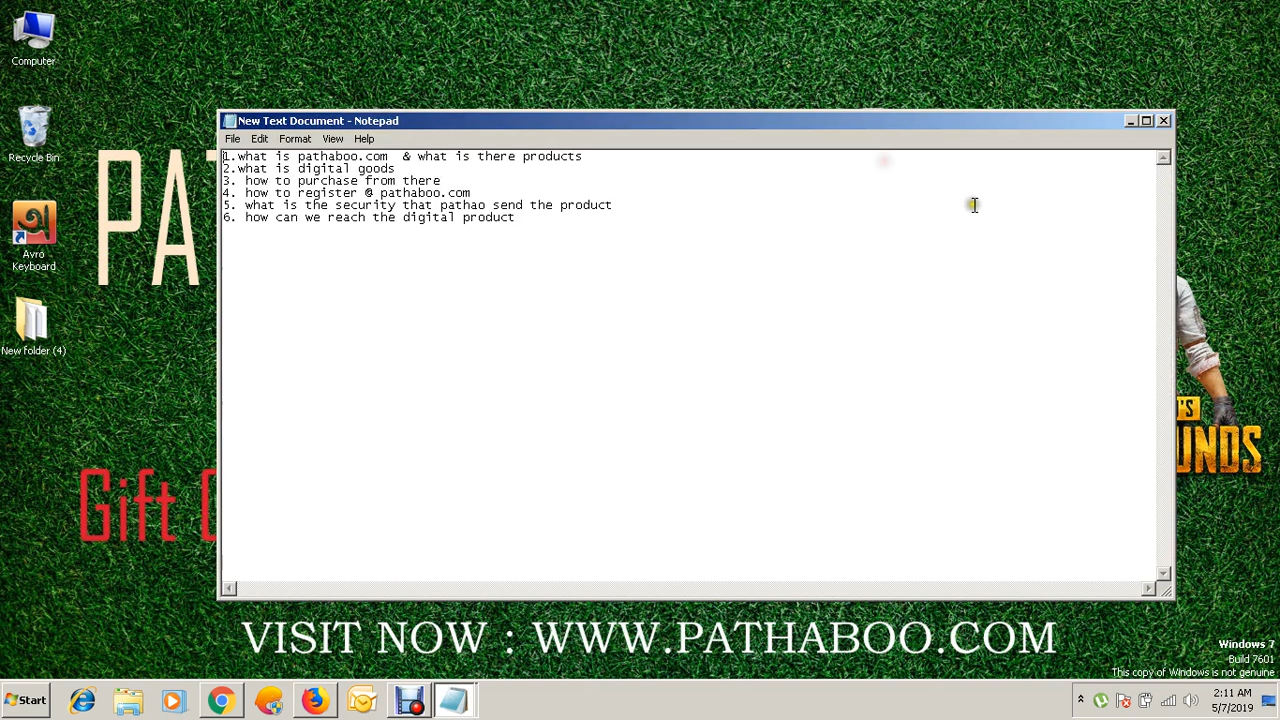 Computer
Recycle Bin
Avro
Keyboard
New folder (4)
PAT
Gift
New Text Document - Notepad
File Edit Format View Help
1.what is pathaboo.com  & what is there products
2.what is digital goods
3. how to purchase from there
4. how to register @ pathaboo.com
5. what is the security that pathao send the product
6. how can we reach the digital product
'S
UNDS
VISIT NOW : WWW.PATHABOO.COM
Windows 7
Build 7601
This copy of Windows is not genuine
Start
2:11 AM
5/7/2019